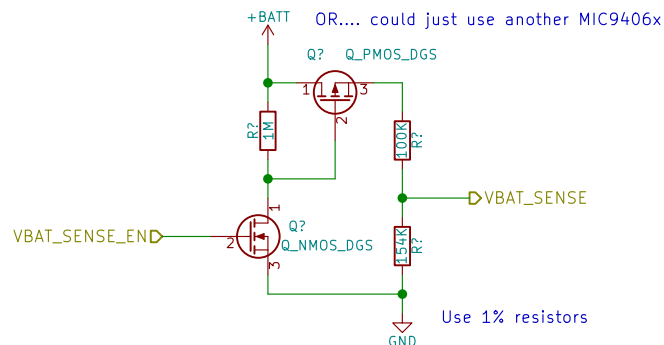 +BATT
OR.... could just use another MIC9406x
Q? Q_PMOS_DGS
1 3
2
R? 1M
100K R?
VBAT_SENSE
1
Q?
VBAT_SENSE_EN
2
Q_NMOS_DGS
3
154K R?
Use 1% resistors
GND